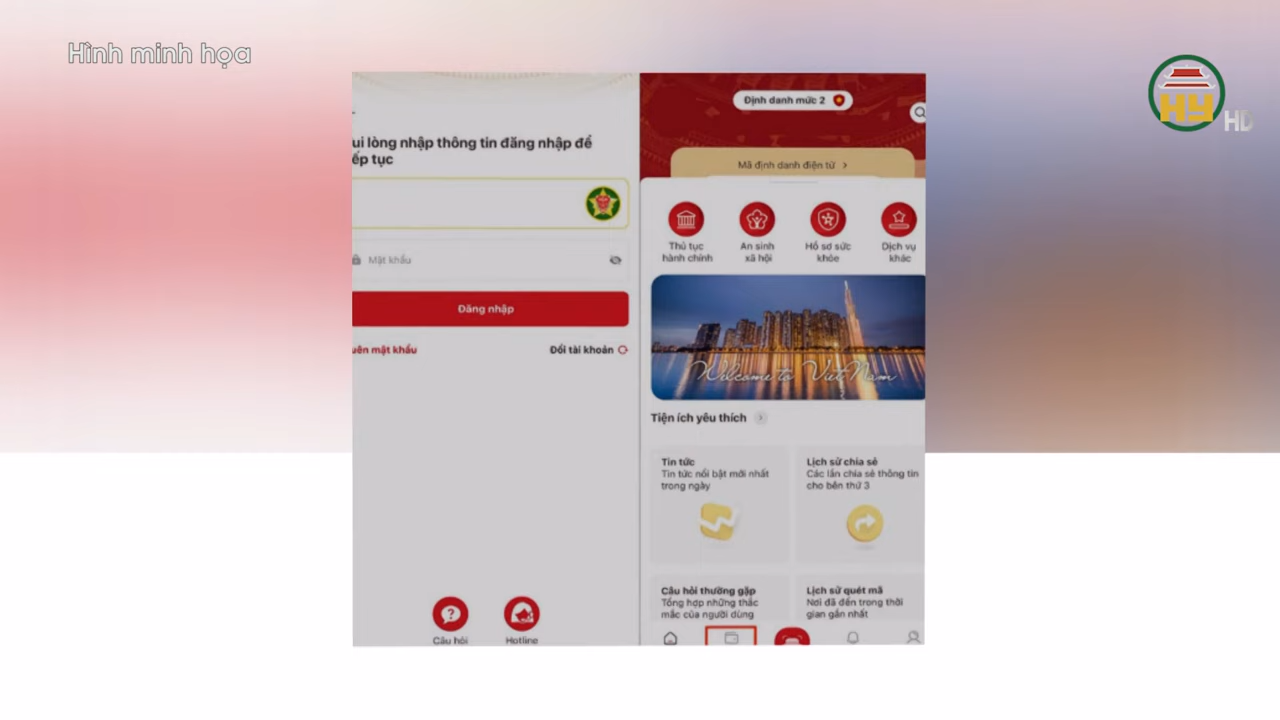 Hình minh họa
HY
HD
ui lòng nhập thông tin đăng nhập để
ếp tục
Mật khẩu
Đăng nhập
uên mật khẩu
Đổi tài khoản
Câu hỏi
Hotline
Định danh mức 2
Mã định danh điện tử
Thủ tục
hành chính
An sinh
xã hội
Hồ sơ sức
khỏe
Dịch vụ
khác
Welcome to Viet Nam
Tiện ích yêu thích
Tin tức
Tin tức nổi bật mới nhất
trong ngày
Lịch sử chia sẻ
Các lần chia sẻ thông tin
cho bên thứ 3
Câu hỏi thường gặp
Tổng hợp những thắc
mắc của người dùng
Lịch sử quét mã
Nơi đã đến trong thời
gian gần nhất